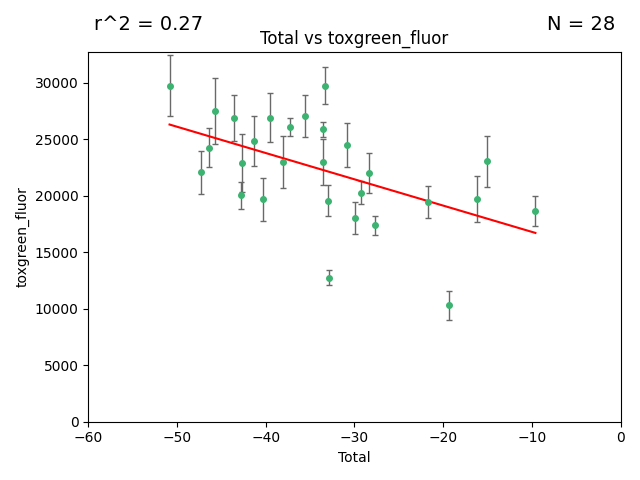 r^2 = 0.27
N = 28
Total vs toxgreen_fluor
30000
25000
20000
15000
10000
5000
0
toxgreen_fluor
−60
−50
−40
−30
−20
−10
0
Total